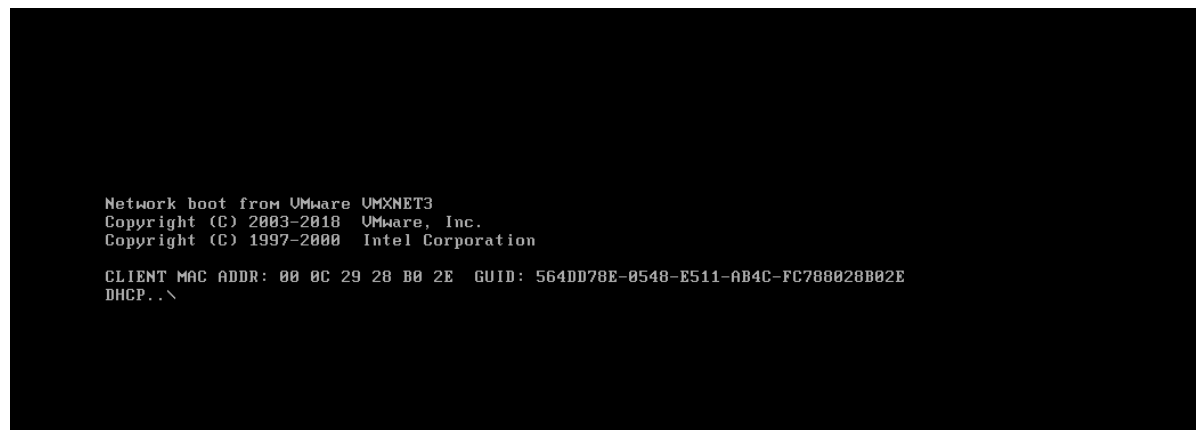 Network boot from VMware VMXNET3
Copyright (C) 2003-2018  VMware, Inc.
Copyright (C) 1997-2000  Intel Corporation
CLIENT MAC ADDR: 00 0C 29 28 B0 2E  GUID: 564DD78E-0548-E511-AB4C-FC788028B02E
DHCP..\